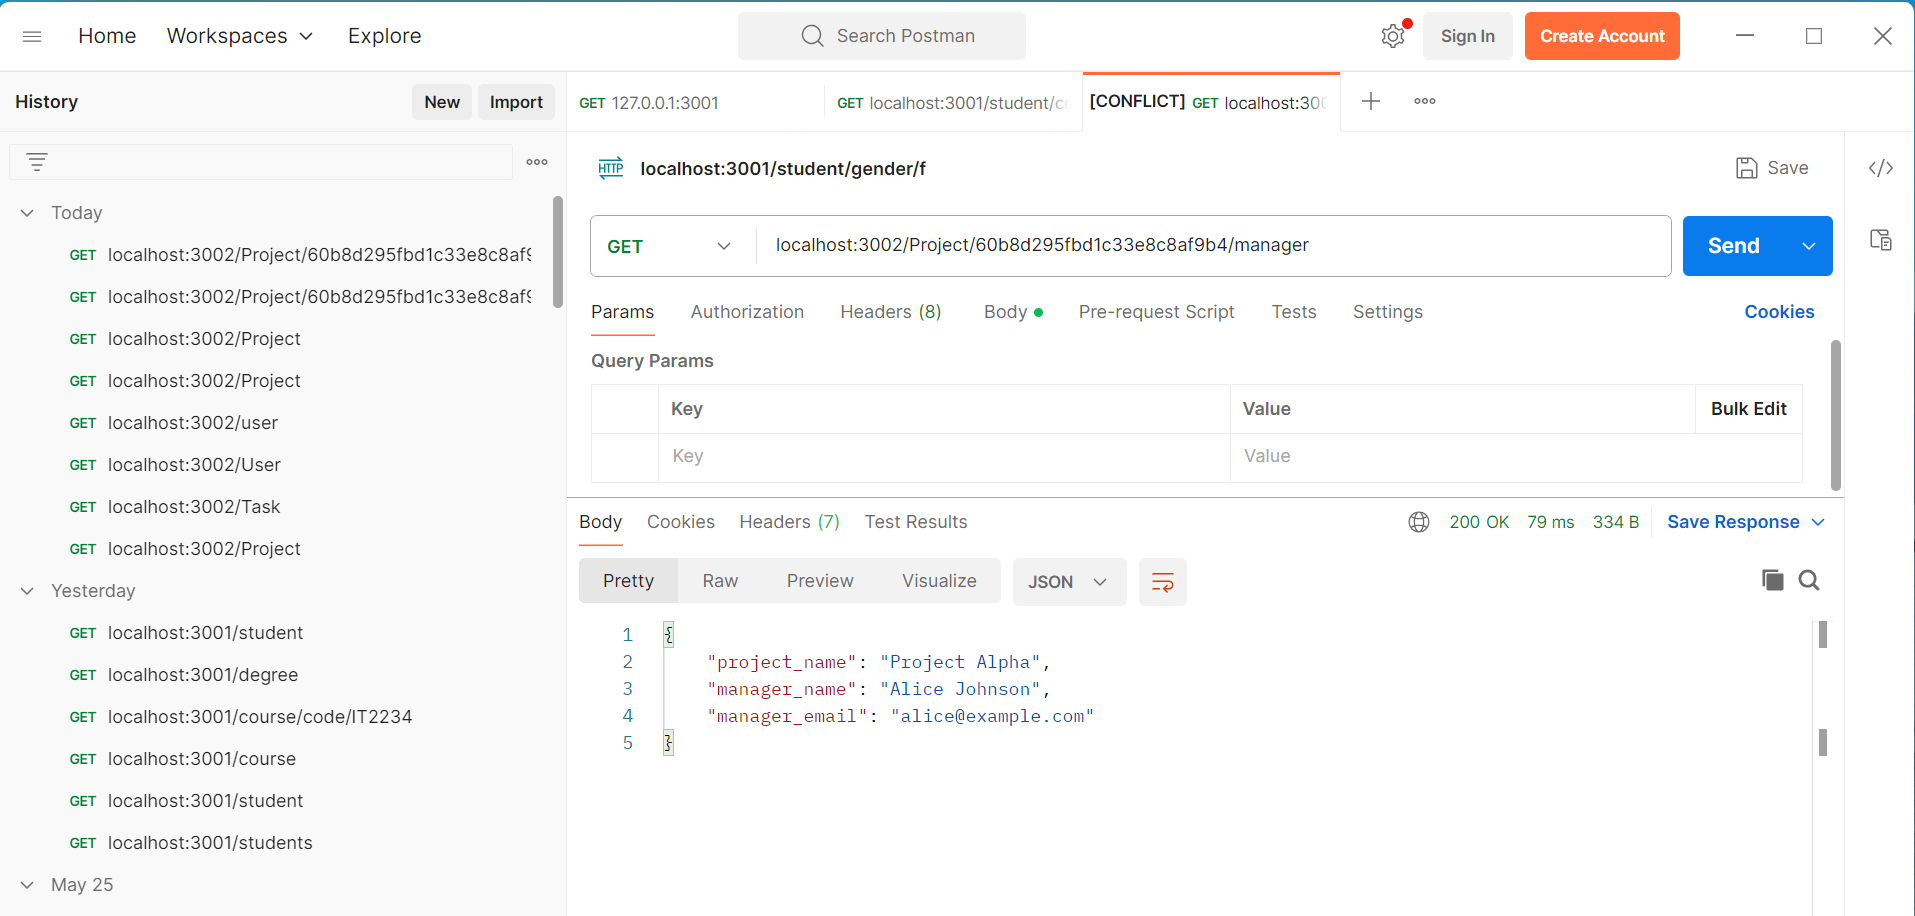 Home Workspaces Explore Search Postman Sign In Create Account
History New Import
GET 127.0.0.1:3001 GET localhost:3001/student/co [CONFLICT] GET localhost:300
Today
GET localhost:3002/Project/60b8d295fbd1c33e8c8af9
GET localhost:3002/Project/60b8d295fbd1c33e8c8af9
GET localhost:3002/Project
GET localhost:3002/Project
GET localhost:3002/user
GET localhost:3002/User
GET localhost:3002/Task
GET localhost:3002/Project
Yesterday
GET localhost:3001/student
GET localhost:3001/degree
GET localhost:3001/course/code/IT2234
GET localhost:3001/course
GET localhost:3001/student
GET localhost:3001/students
May 25
HTTP localhost:3001/student/gender/f Save
GET localhost:3002/Project/60b8d295fbd1c33e8c8af9b4/manager Send
Params Authorization Headers (8) Body Pre-request Script Tests Settings Cookies
Query Params
Key Value Bulk Edit
Key Value
Body Cookies Headers (7) Test Results 200 OK 79 ms 334 B Save Response
Pretty Raw Preview Visualize JSON
1 {
2 "project_name": "Project Alpha",
3 "manager_name": "Alice Johnson",
4 "manager_email": "alice@example.com"
5 }